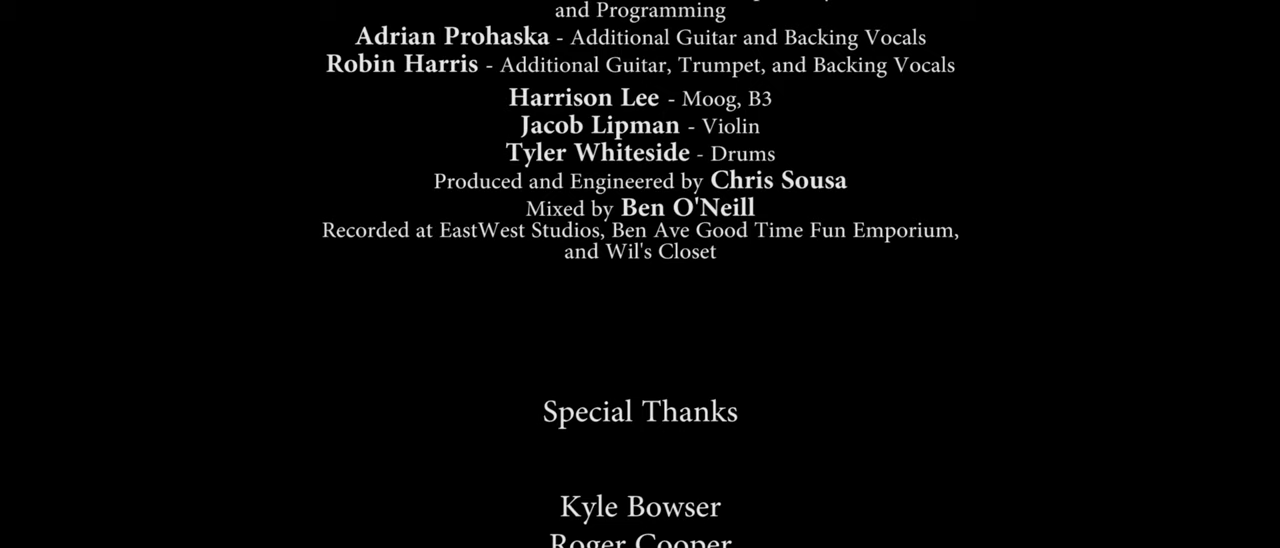 and Programming
Adrian Prohaska - Additional Guitar and Backing Vocals
Robin Harris - Additional Guitar, Trumpet, and Backing Vocals
Harrison Lee - Moog, B3
Jacob Lipman - Violin
Tyler Whiteside - Drums
Produced and Engineered by Chris Sousa
Mixed by Ben O'Neill
Recorded at EastWest Studios, Ben Ave Good Time Fun Emporium,
and Wil's Closet
Special Thanks
Kyle Bowser
Roger Cooper